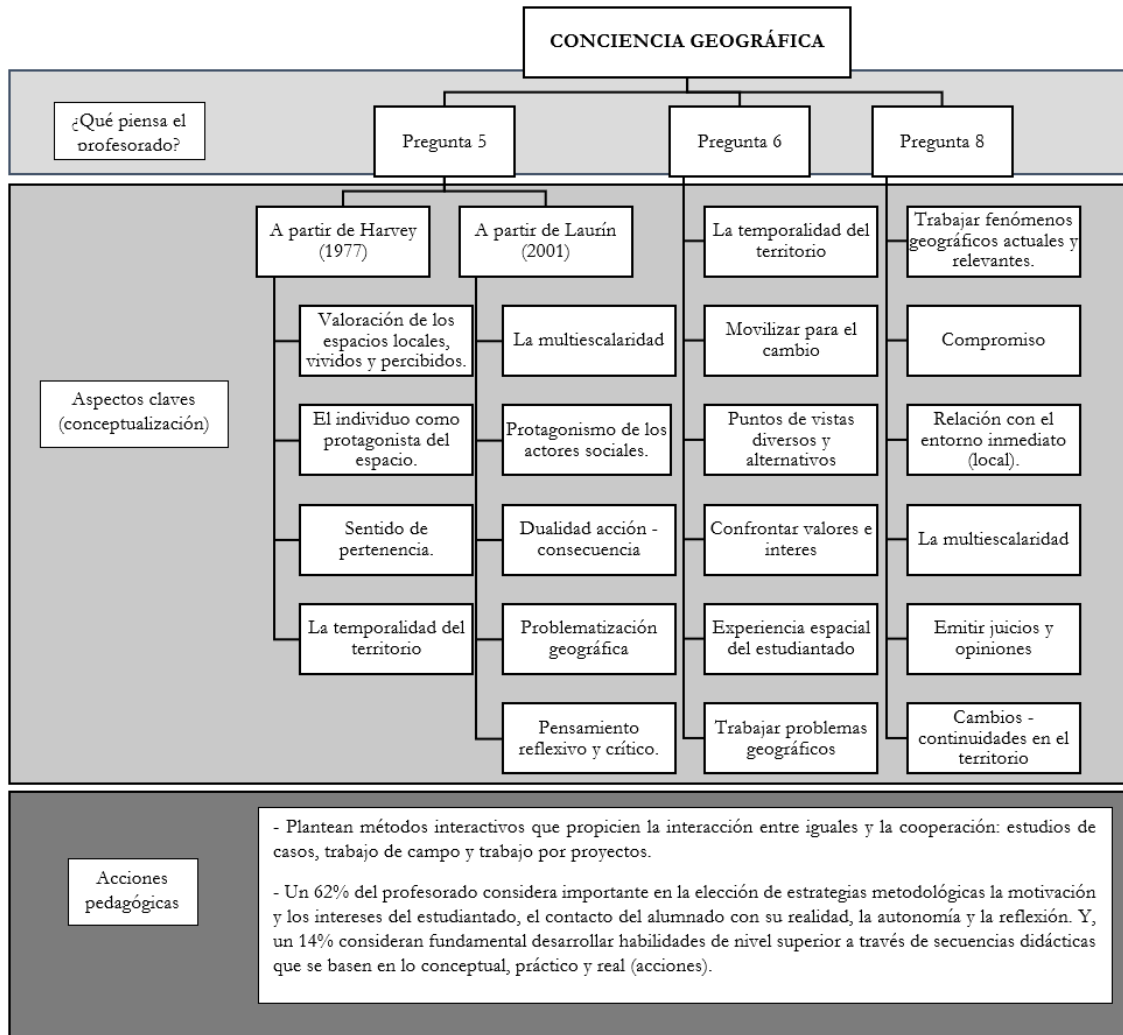 CONCIENCIA GEOGRÁFICA
¿Qué piensa el
profesorado?
Pregunta 5
Pregunta 6
Pregunta 8
Aspectos claves
(conceptualización)
A partir de Harvey
(1977)
Valoración de los
espacios locales,
vividos y percibidos.
El individuo como
protagonista del
espacio.
Sentido de
pertenencia.
La temporalidad del
territorio
A partir de Laurín
(2001)
La multiescalaridad
Protagonismo de los
actores sociales.
Dualidad acción -
consecuencia
Problematización
geográfica
Pensamiento
reflexivo y crítico.
La temporalidad del
territorio
Movilizar para el
cambio
Puntos de vistas
diversos y
alternativos
Confrontar valores e
interes
Experiencia espacial
del estudiantado
Trabajar problemas
geográficos
Trabajar fenómenos
geográficos actuales y
relevantes.
Compromiso
Relación con el
entorno inmediato
(local).
La multiescalaridad
Emitir juicios y
opiniones
Cambios -
continuidades en el
territorio
Acciones
pedagógicas
- Plantean métodos interactivos que propicien la interacción entre iguales y la cooperación: estudios de
casos, trabajo de campo y trabajo por proyectos.
- Un 62% del profesorado considera importante en la elección de estrategias metodológicas la motivación
y los intereses del estudiantado, el contacto del alumnado con su realidad, la autonomía y la reflexión. Y,
un 14% consideran fundamental desarrollar habilidades de nivel superior a través de secuencias didácticas
que se basen en lo conceptual, práctico y real (acciones).